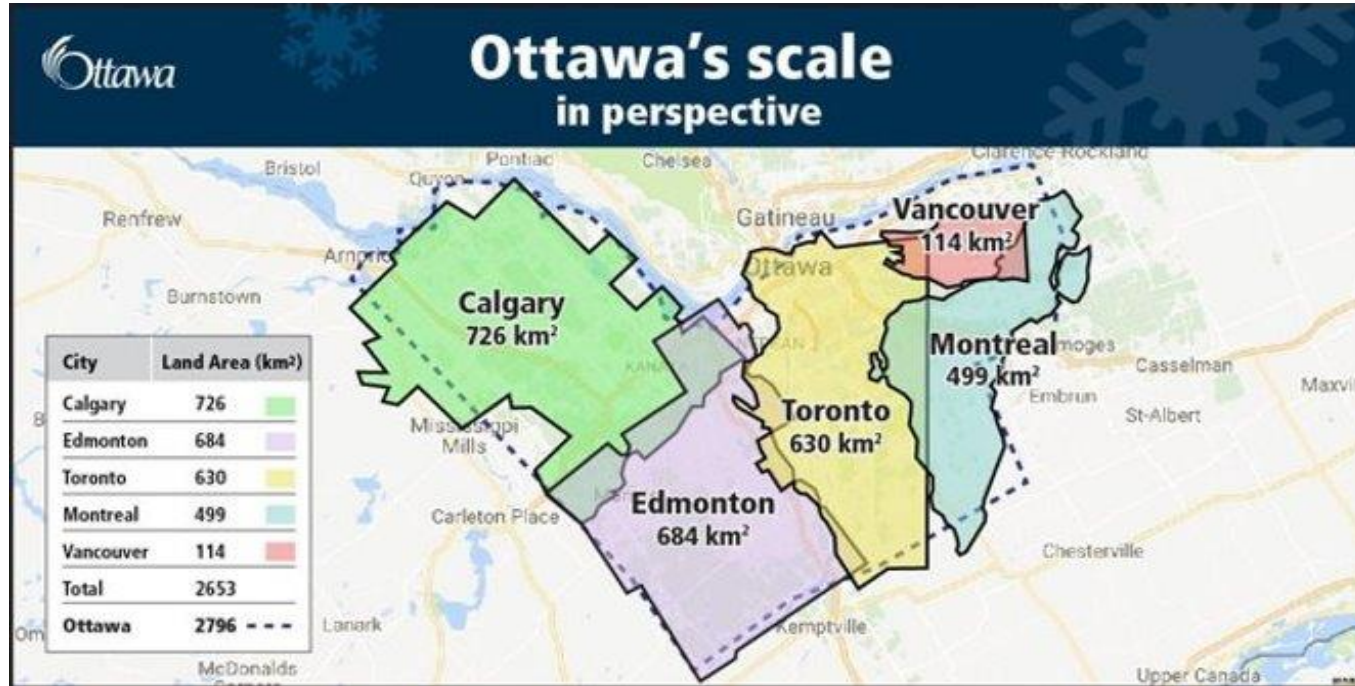 Ottawa
Ottawa's scale
in perspective
Bristol
Pontiac
Chelsea
Clarence-Rockland
Quyon
Renfrew
Gatineau
Vancouver
114 km²
Ottawa
Burnstown
Calgary
726 km²
Montreal
499 km²
Limoges
Casselman
Embrun
St-Albert
Toronto
630 km²
Mississippi
Mills
Edmonton
684 km²
Carleton Place
Chesterville
Kemptville
Lanark
McDonalds
Upper Canada
City Land Area (km²)
Calgary 726
Edmonton 684
Toronto 630
Montreal 499
Vancouver 114
Total 2653
Ottawa 2796